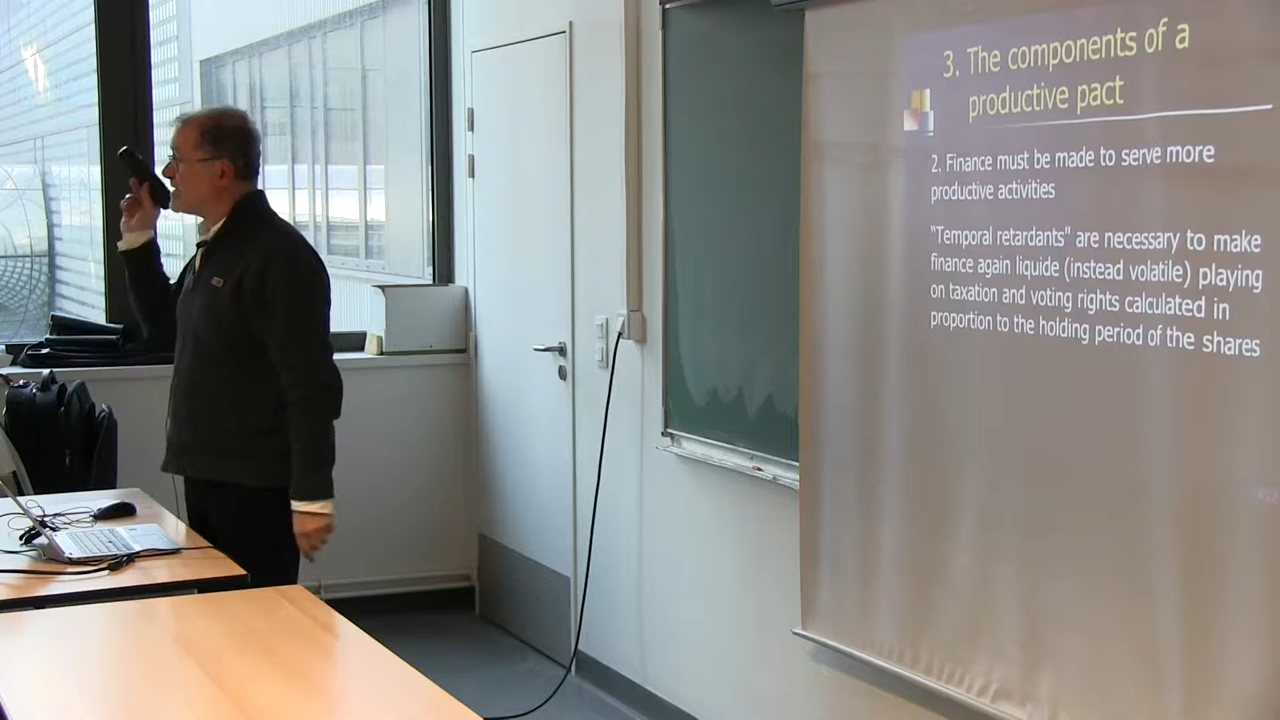 3. The components of a
productive pact
2. Finance must be made to serve more
productive activities
“Temporal retardants" are necessary to make
finance again liquide (instead volatile) playing
on taxation and voting rights calculated in
proportion to the holding period of the shares